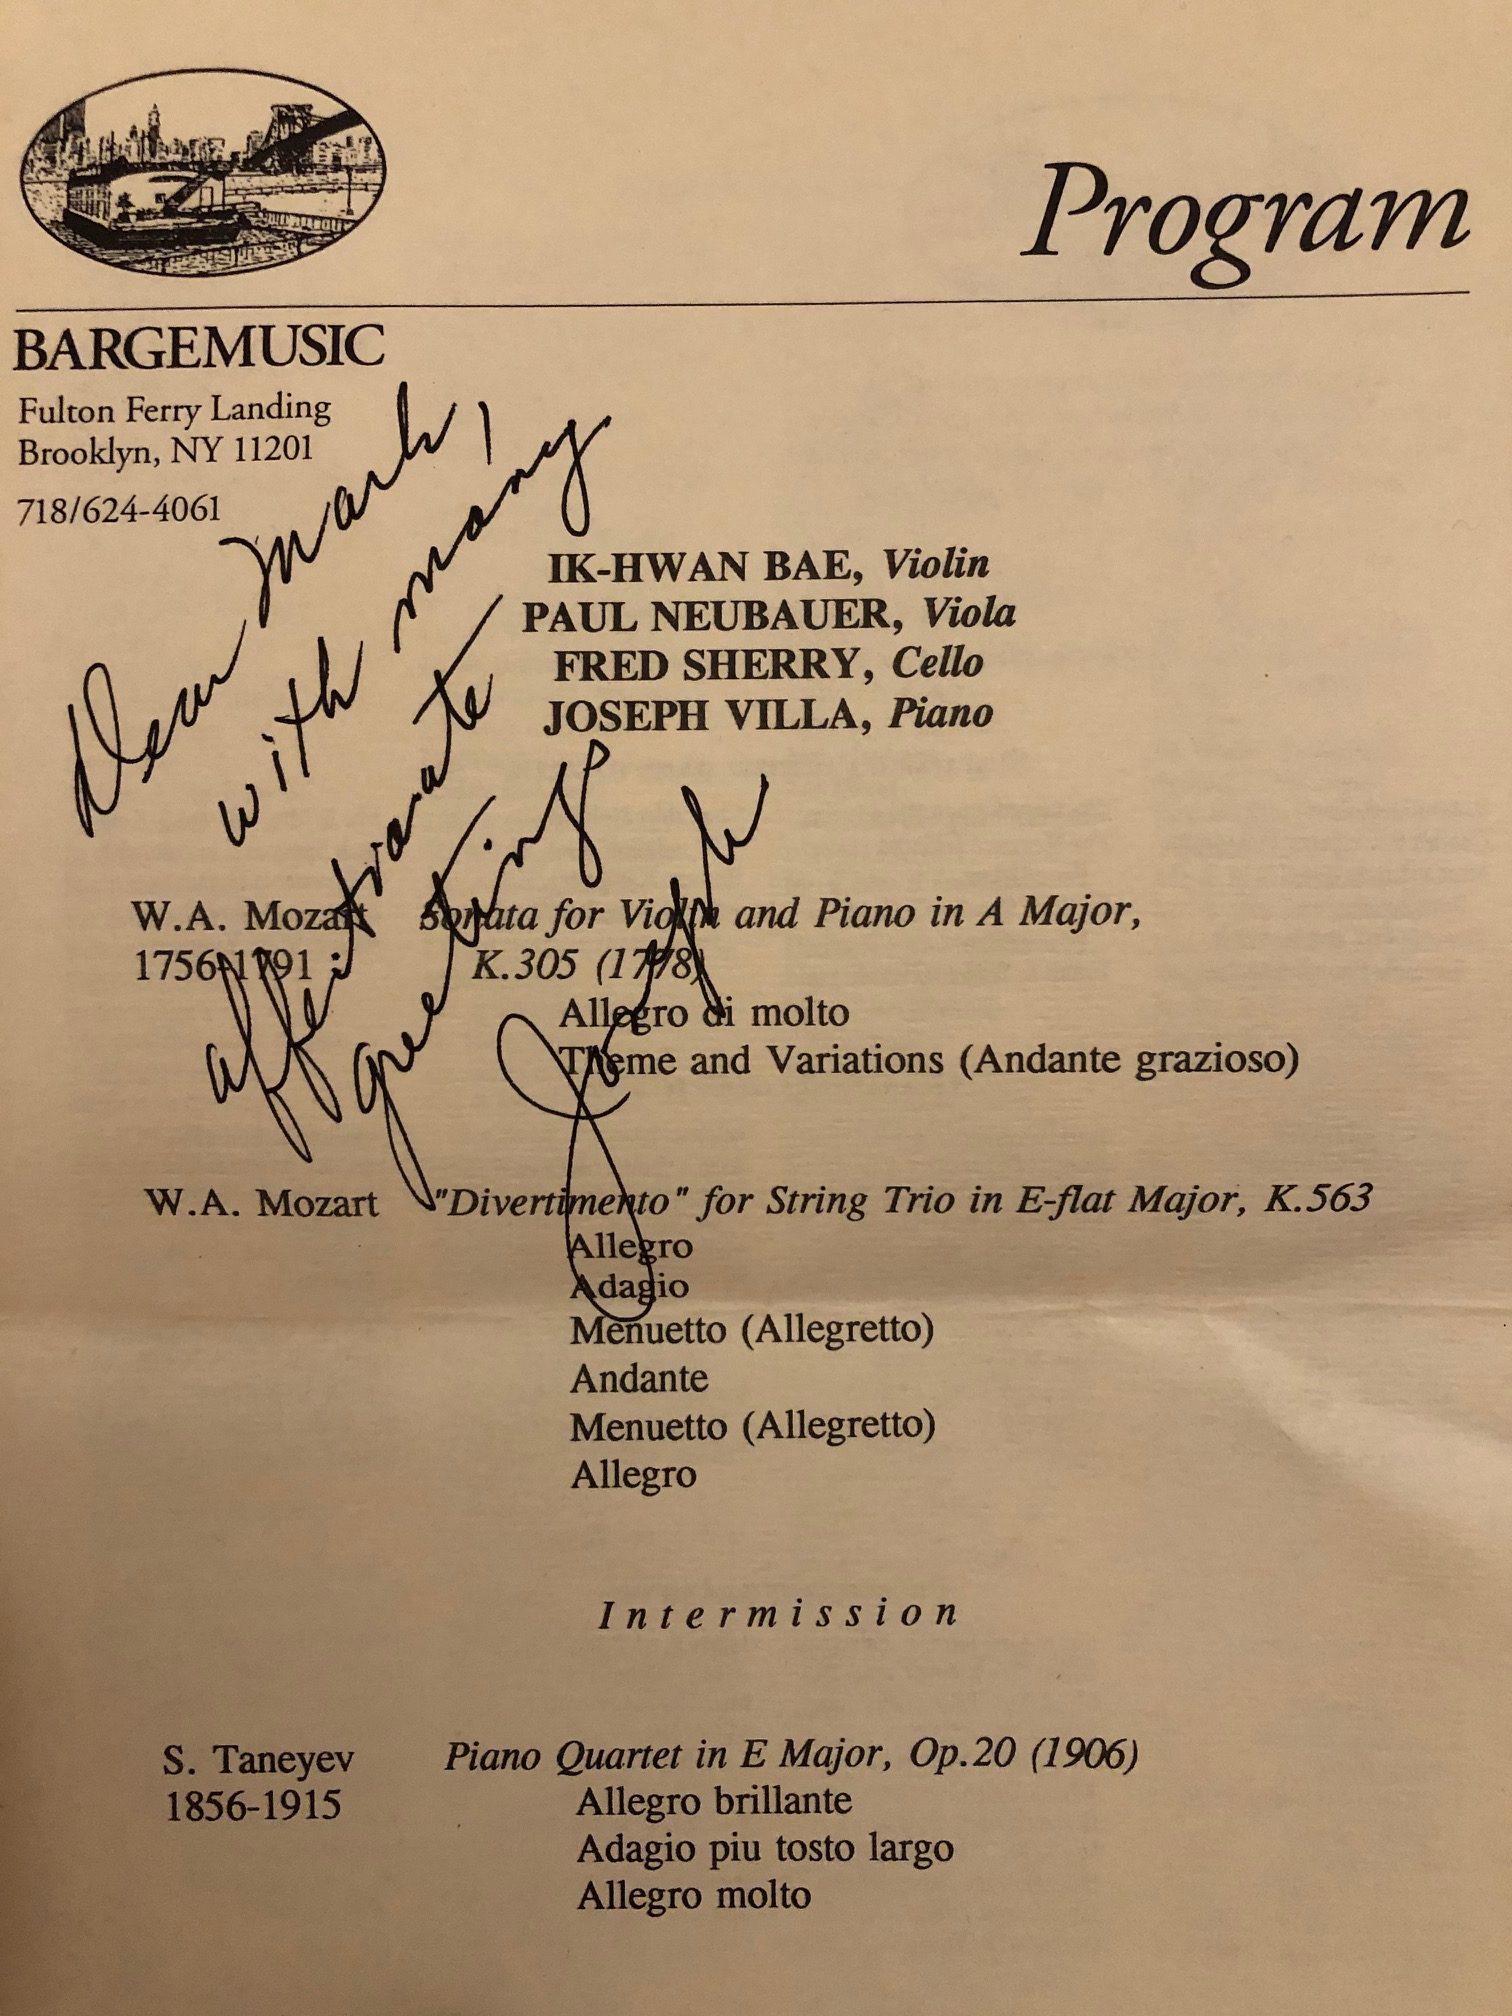 Program
BARGEMUSIC
Fulton Ferry Landing
Brooklyn, NY 11201
718/624-4061
Dear Mark,
with many
affectionate
greetings
Joseph
IK-HWAN BAE, Violin
PAUL NEUBAUER, Viola
FRED SHERRY, Cello
JOSEPH VILLA, Piano
W.A. Mozart Sonata for Violin and Piano in A Major,
1756-1791 K.305 (1778)
Allegro di molto
Theme and Variations (Andante grazioso)
W.A. Mozart "Divertimento" for String Trio in E-flat Major, K.563
Allegro
Adagio
Menuetto (Allegretto)
Andante
Menuetto (Allegretto)
Allegro
Intermission
S. Taneyev Piano Quartet in E Major, Op.20 (1906)
1856-1915 Allegro brillante
Adagio piu tosto largo
Allegro molto